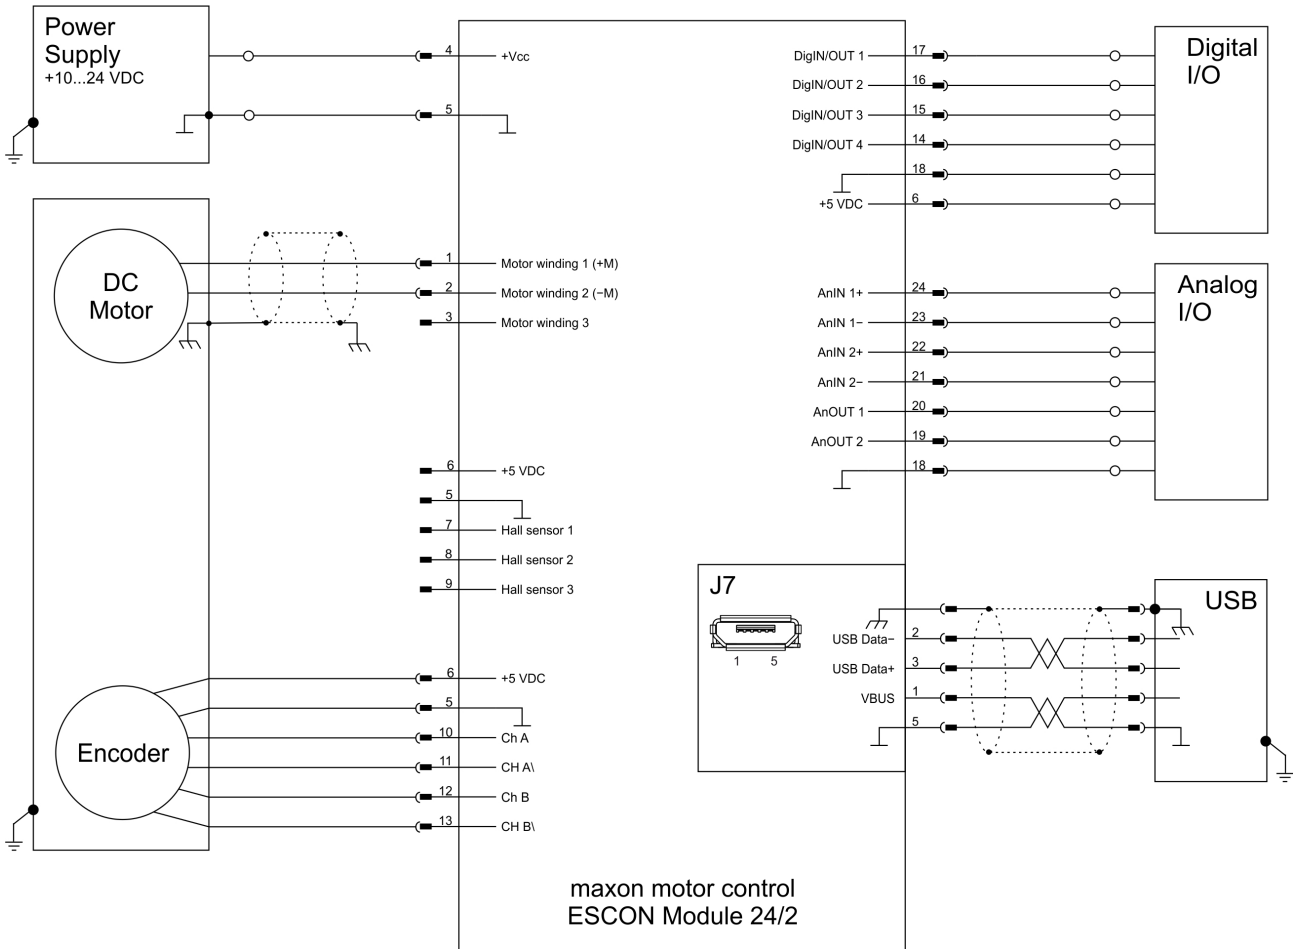 Power
Supply
+10...24 VDC
4
+Vcc
5
DC
Motor
1
Motor winding 1 (+M)
2
Motor winding 2 (−M)
3
Motor winding 3
6
+5 VDC
5
7
Hall sensor 1
8
Hall sensor 2
9
Hall sensor 3
Encoder
6
+5 VDC
5
10
Ch A
11
CH A\
12
Ch B
13
CH B\
DigIN/OUT 1
17
DigIN/OUT 2
16
DigIN/OUT 3
15
DigIN/OUT 4
14
18
+5 VDC
6
Digital
I/O
AnIN 1+
24
AnIN 1−
23
AnIN 2+
22
AnIN 2−
21
AnOUT 1
20
AnOUT 2
19
18
Analog
I/O
J7
1 5
USB Data−
2
USB Data+
3
VBUS
1
5
USB
maxon motor control
ESCON Module 24/2